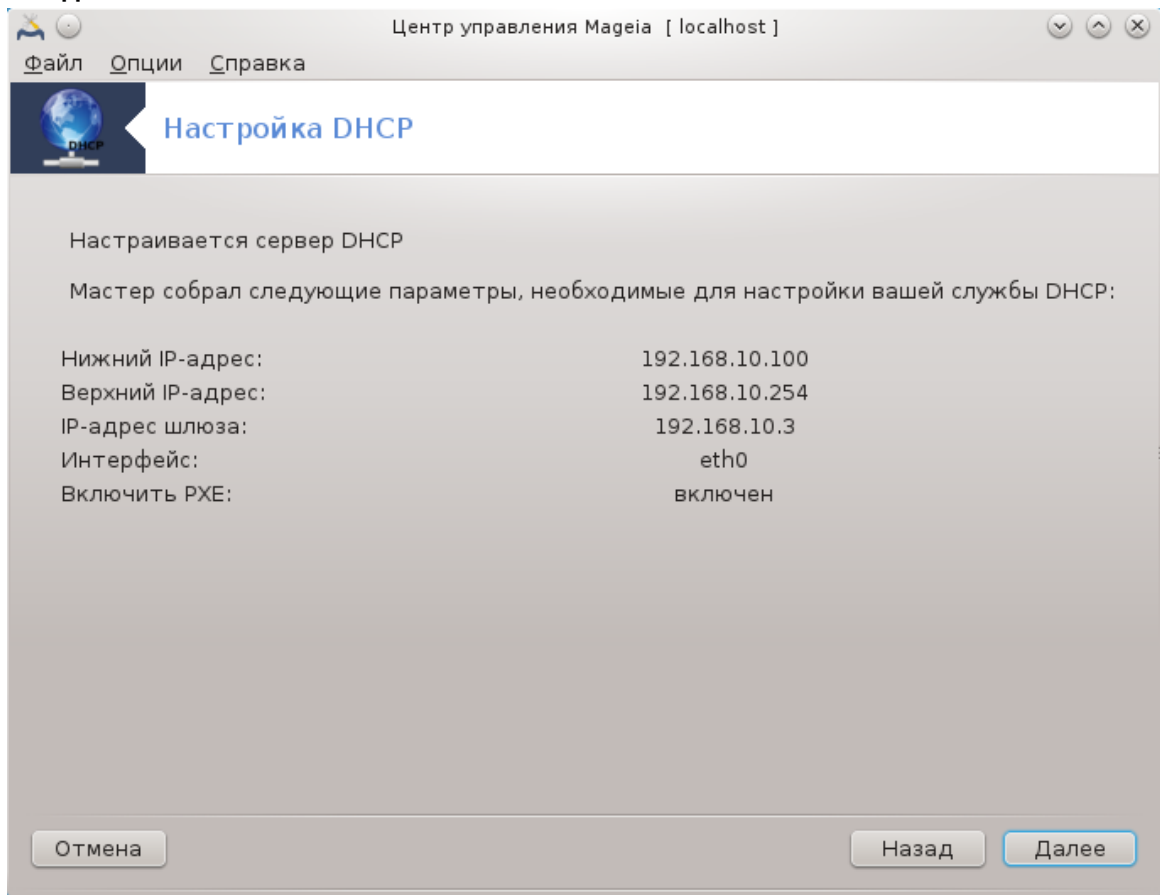 Центр управления Mageia [ localhost ]
Файл Опции Справка
DHCP
Настройка DHCP
Настраивается сервер DHCP
Мастер собрал следующие параметры, необходимые для настройки вашей службы DHCP:
Нижний IP-адрес: 192.168.10.100
Верхний IP-адрес: 192.168.10.254
IP-адрес шлюза: 192.168.10.3
Интерфейс: eth0
Включить PXE: включен
Отмена Назад Далее